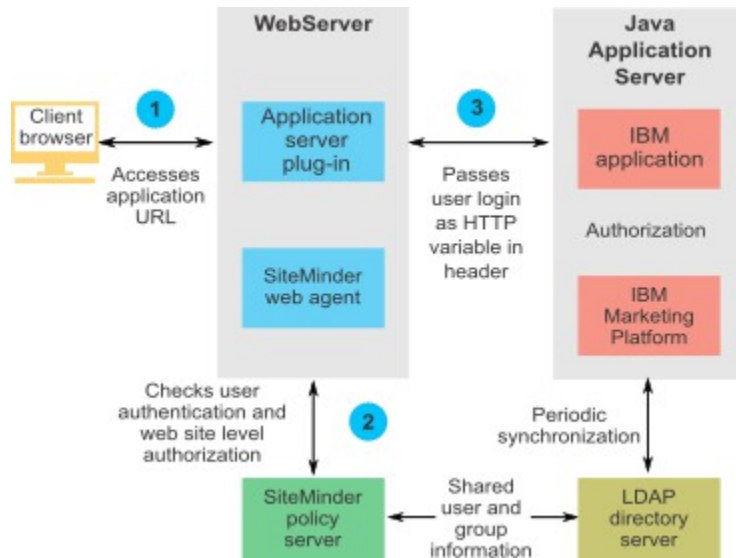 WebServer
Java
Application
Server
Client
browser
1
Accesses
application
URL
Application
server
plug-in
SiteMinder
web agent
3
Passes
user login
as HTTP
variable in
header
IBM
application
Authorization
IBM
Marketing
Platform
Checks user
authentication and
web site level
authorization
2
Periodic
synchronization
SiteMinder
policy
server
Shared
user and
group
information
LDAP
directory
server